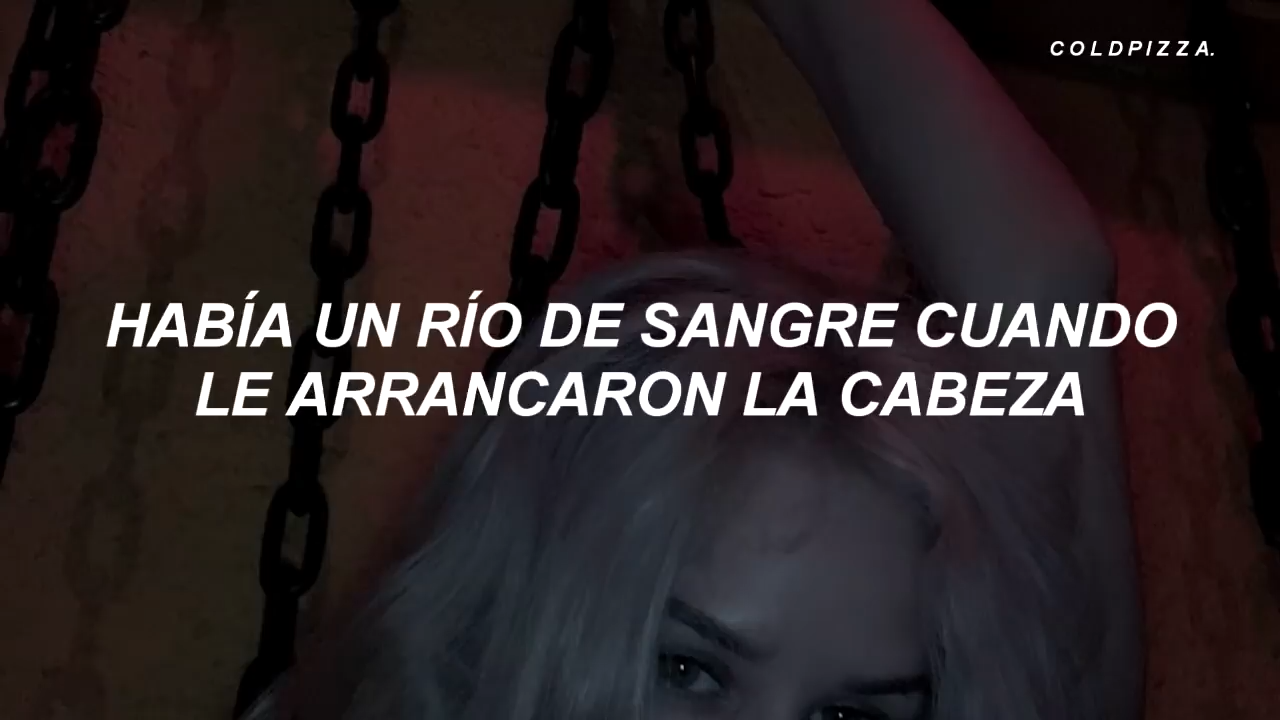 COLDPIZZA.
HABÍA UN RÍO DE SANGRE CUANDO
LE ARRANCARON LA CABEZA